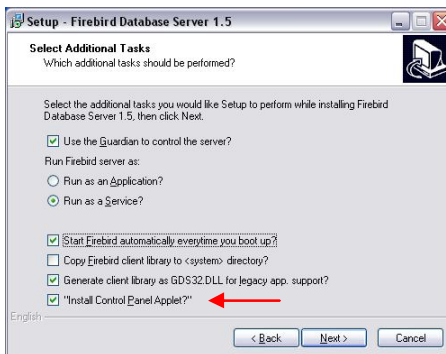 Setup - Firebird Database Server 1.5
Select Additional Tasks
Which additional tasks should be performed?
Select the additional tasks you would like Setup to perform while installing Firebird
Database Server 1.5, then click Next.
Use the Guardian to control the server?
Run Firebird server as:
Run as an Application?
Run as a Service?
Start Firebird automatically everytime you boot up?
Copy Firebird client library to <system> directory?
Generate client library as GDS32.DLL for legacy app. support?
"Install Control Panel Applet?"
English
< Back Next > Cancel